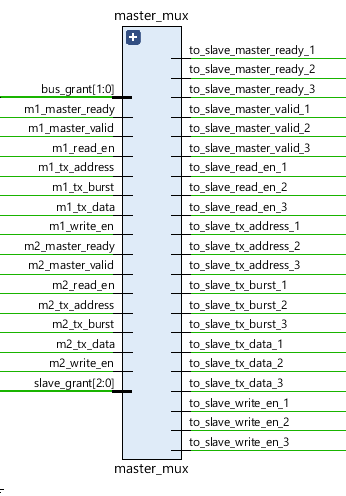 master_mux
bus_grant[1:0]
m1_master_ready
m1_master_valid
m1_read_en
m1_tx_address
m1_tx_burst
m1_tx_data
m1_write_en
m2_master_ready
m2_master_valid
m2_read_en
m2_tx_address
m2_tx_burst
m2_tx_data
m2_write_en
slave_grant[2:0]
to_slave_master_ready_1
to_slave_master_ready_2
to_slave_master_ready_3
to_slave_master_valid_1
to_slave_master_valid_2
to_slave_master_valid_3
to_slave_read_en_1
to_slave_read_en_2
to_slave_read_en_3
to_slave_tx_address_1
to_slave_tx_address_2
to_slave_tx_address_3
to_slave_tx_burst_1
to_slave_tx_burst_2
to_slave_tx_burst_3
to_slave_tx_data_1
to_slave_tx_data_2
to_slave_tx_data_3
to_slave_write_en_1
to_slave_write_en_2
to_slave_write_en_3
master_mux